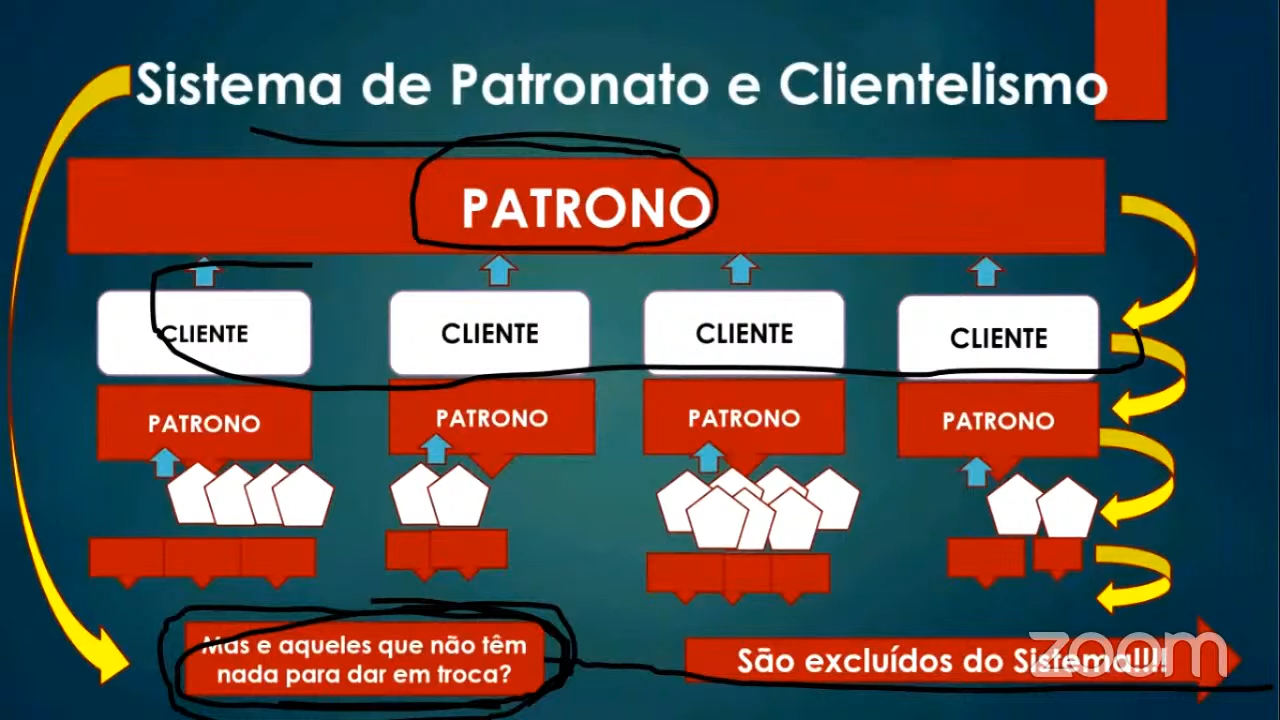 Sistema de Patronato e Clientelismo
PATRONO
CLIENTE CLIENTE CLIENTE CLIENTE
PATRONO PATRONO PATRONO PATRONO
Mas e aqueles que não têm
nada para dar em troca?
São excluídos do Sistema!!!!
zoom